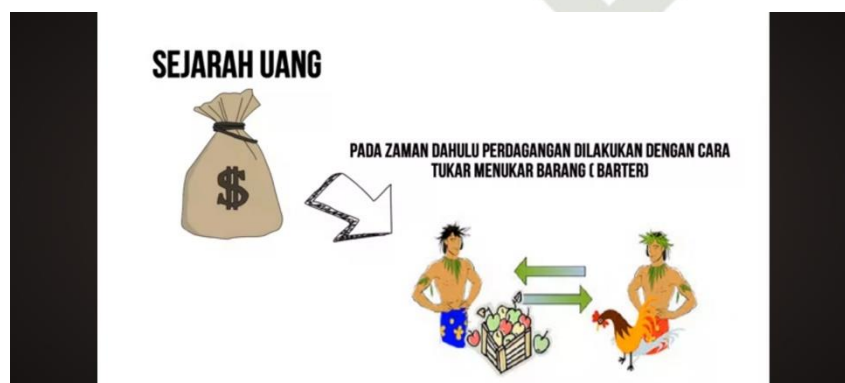 SEJARAH UANG
$
PADA ZAMAN DAHULU PERDAGANGAN DILAKUKAN DENGAN CARA
TUKAR MENUKAR BARANG ( BARTER)